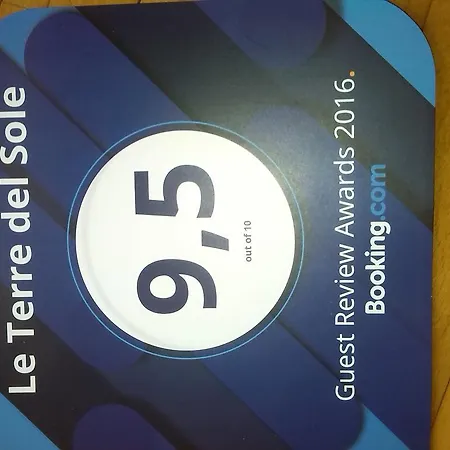 Le Terre del Sole
9,5
out of 10
Guest Review Awards 2016.
Booking.com